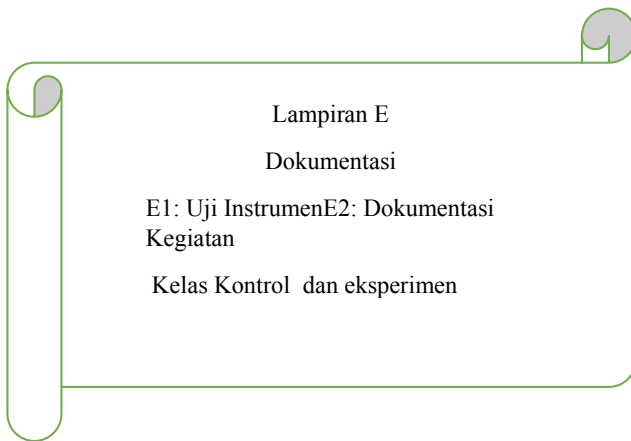 Lampiran E
Dokumentasi
E1: Uji InstrumenE2: Dokumentasi
Kegiatan
Kelas Kontrol dan eksperimen